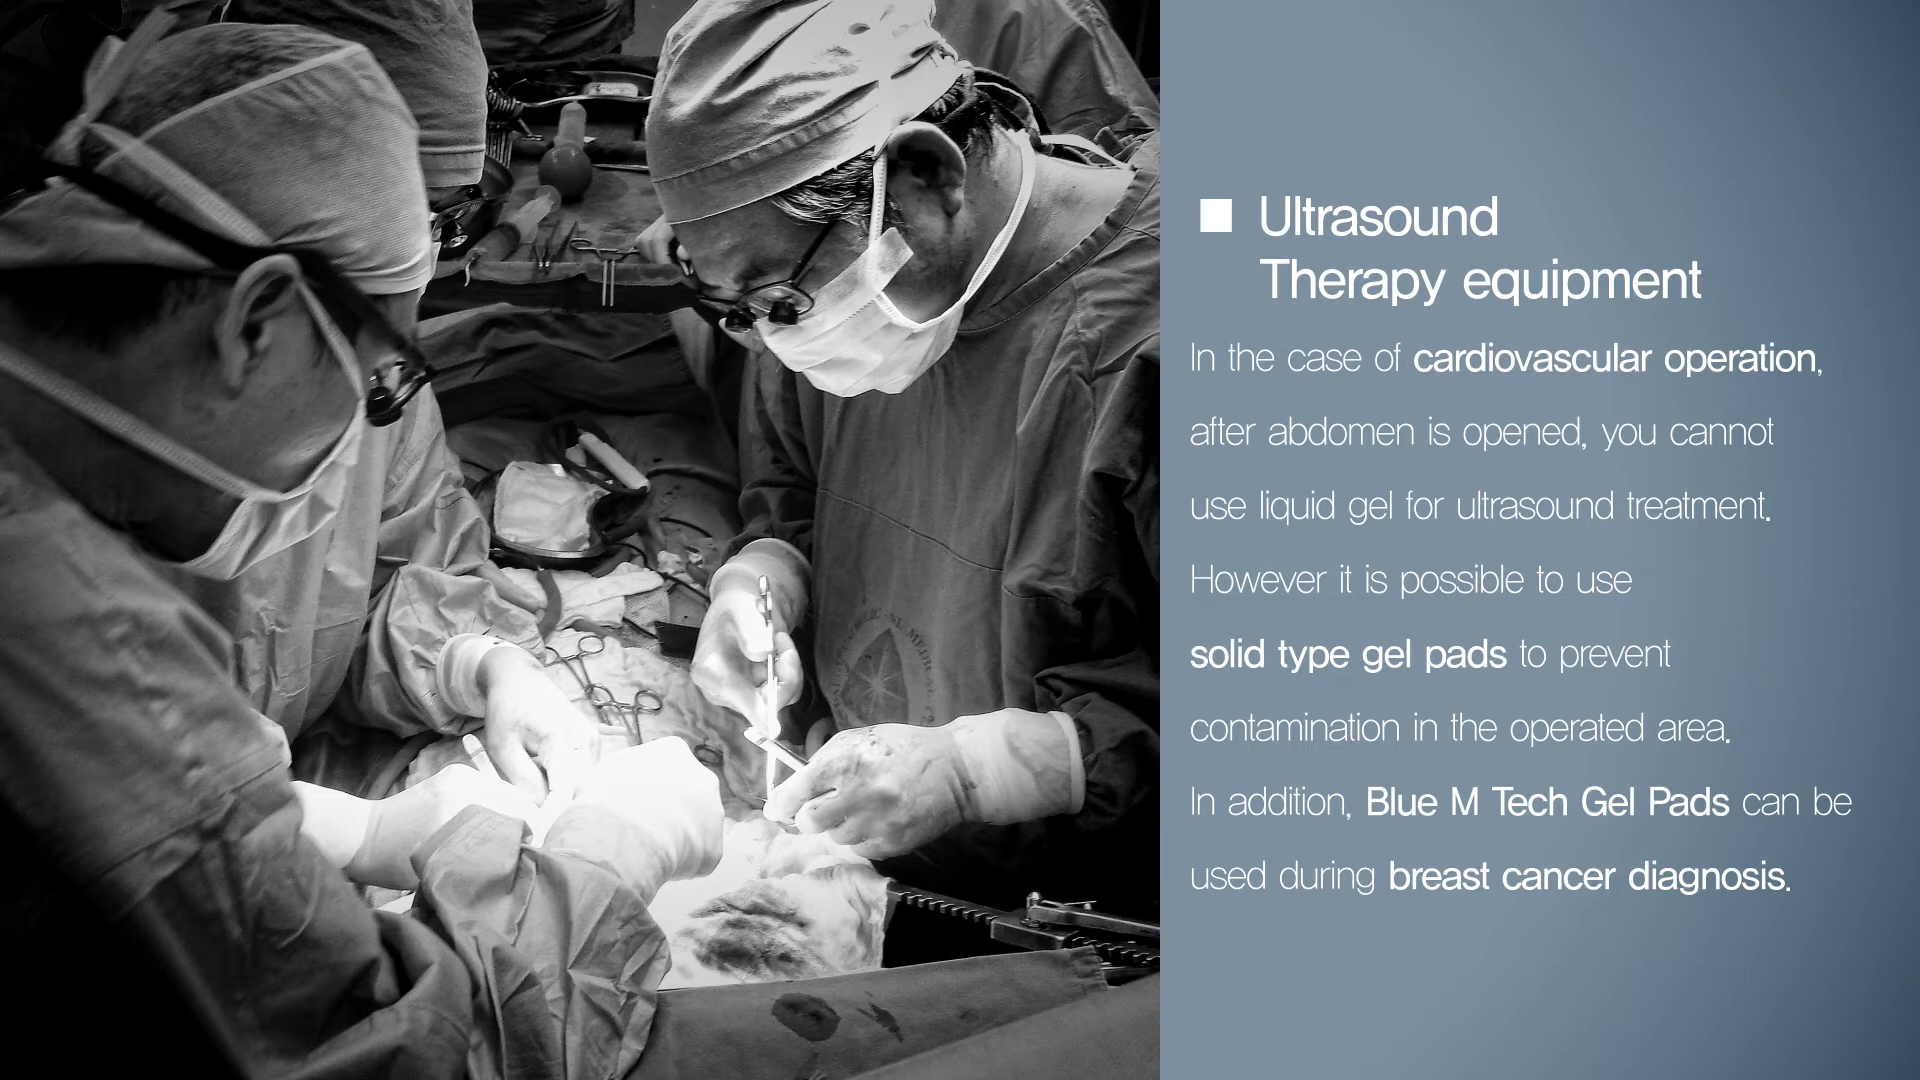 Ultrasound
Therapy equipment
In the case of cardiovascular operation,
after abdomen is opened, you cannot
use liquid gel for ultrasound treatment.
However it is possible to use
solid type gel pads to prevent
contamination in the operated area.
In addition, Blue M Tech Gel Pads can be
used during breast cancer diagnosis.